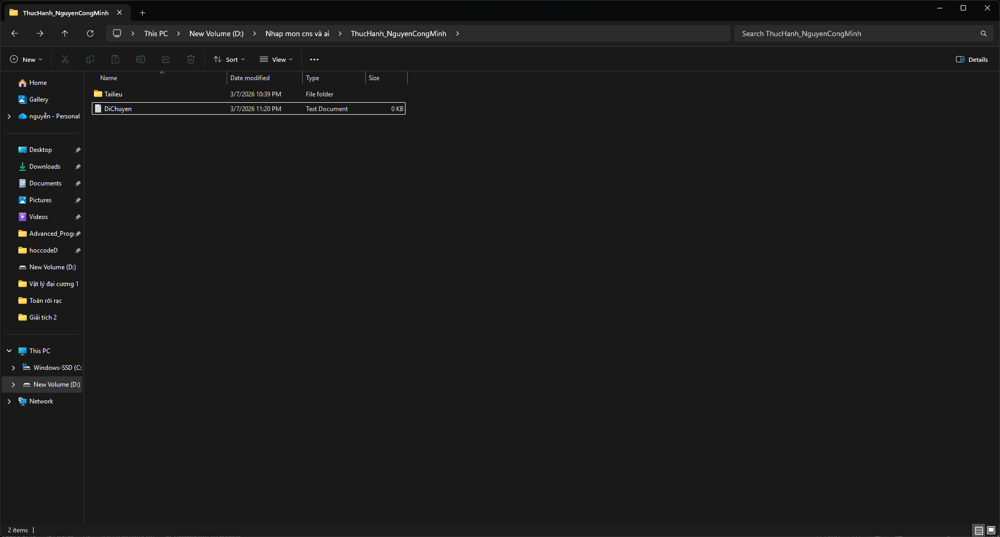 ThucHanh_NguyenCongMinh
This PC > New Volume (D:) > Nhap mon cns và ai > ThucHanh_NguyenCongMinh >
Search ThucHanh_NguyenCongMinh
New
Sort
View
Details
Name Date modified Type Size
Tailieu 3/7/2026 10:39 PM File folder
DiChuyen 3/7/2026 11:20 PM Text Document 0 KB
Home
Gallery
nguyễn - Personal
Desktop
Downloads
Documents
Pictures
Videos
Advanced_Progr
hoccodeD
New Volume (D:)
Vật lý đại cương 1
Toán rời rạc
Giải tích 2
This PC
Windows-SSD (C:)
New Volume (D:)
Network
2 items